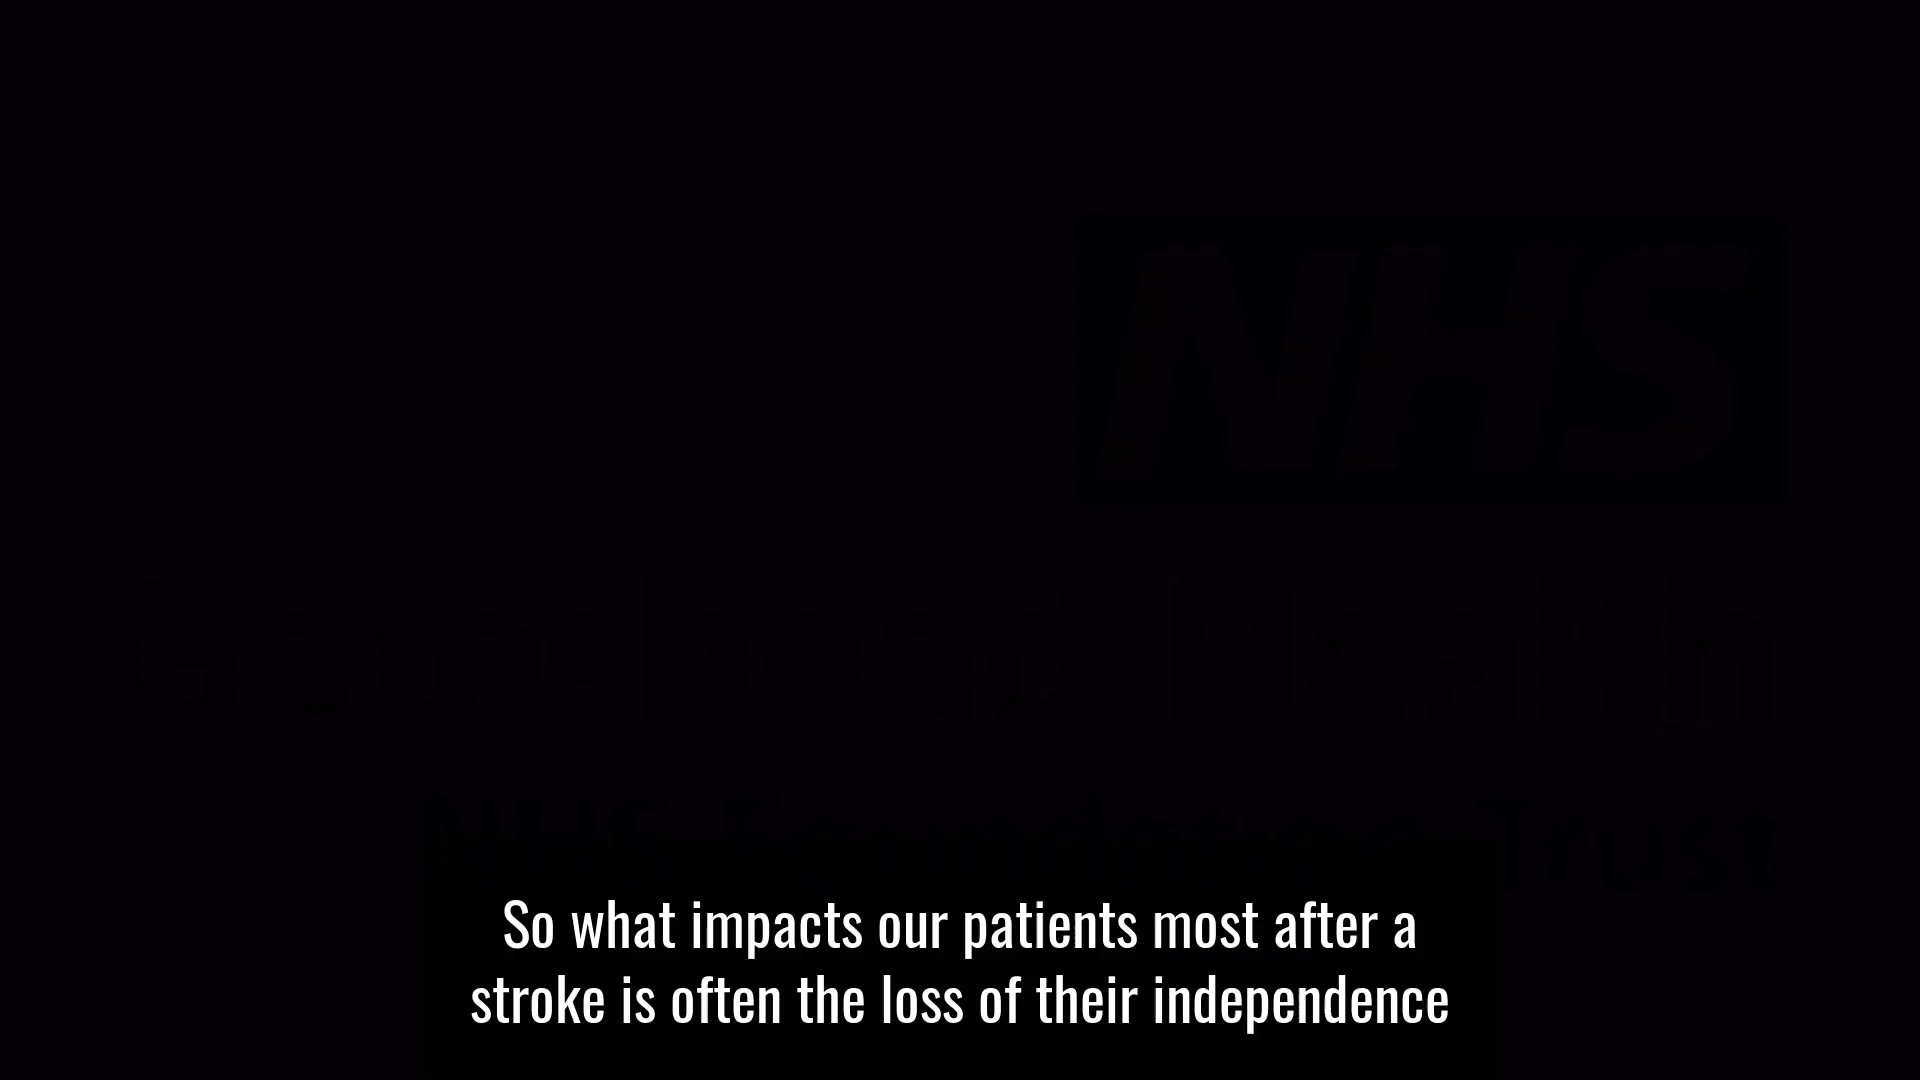 NHS
Gateshead Health
NHS Foundation Trust
So what impacts our patients most after a
stroke is often the loss of their independence